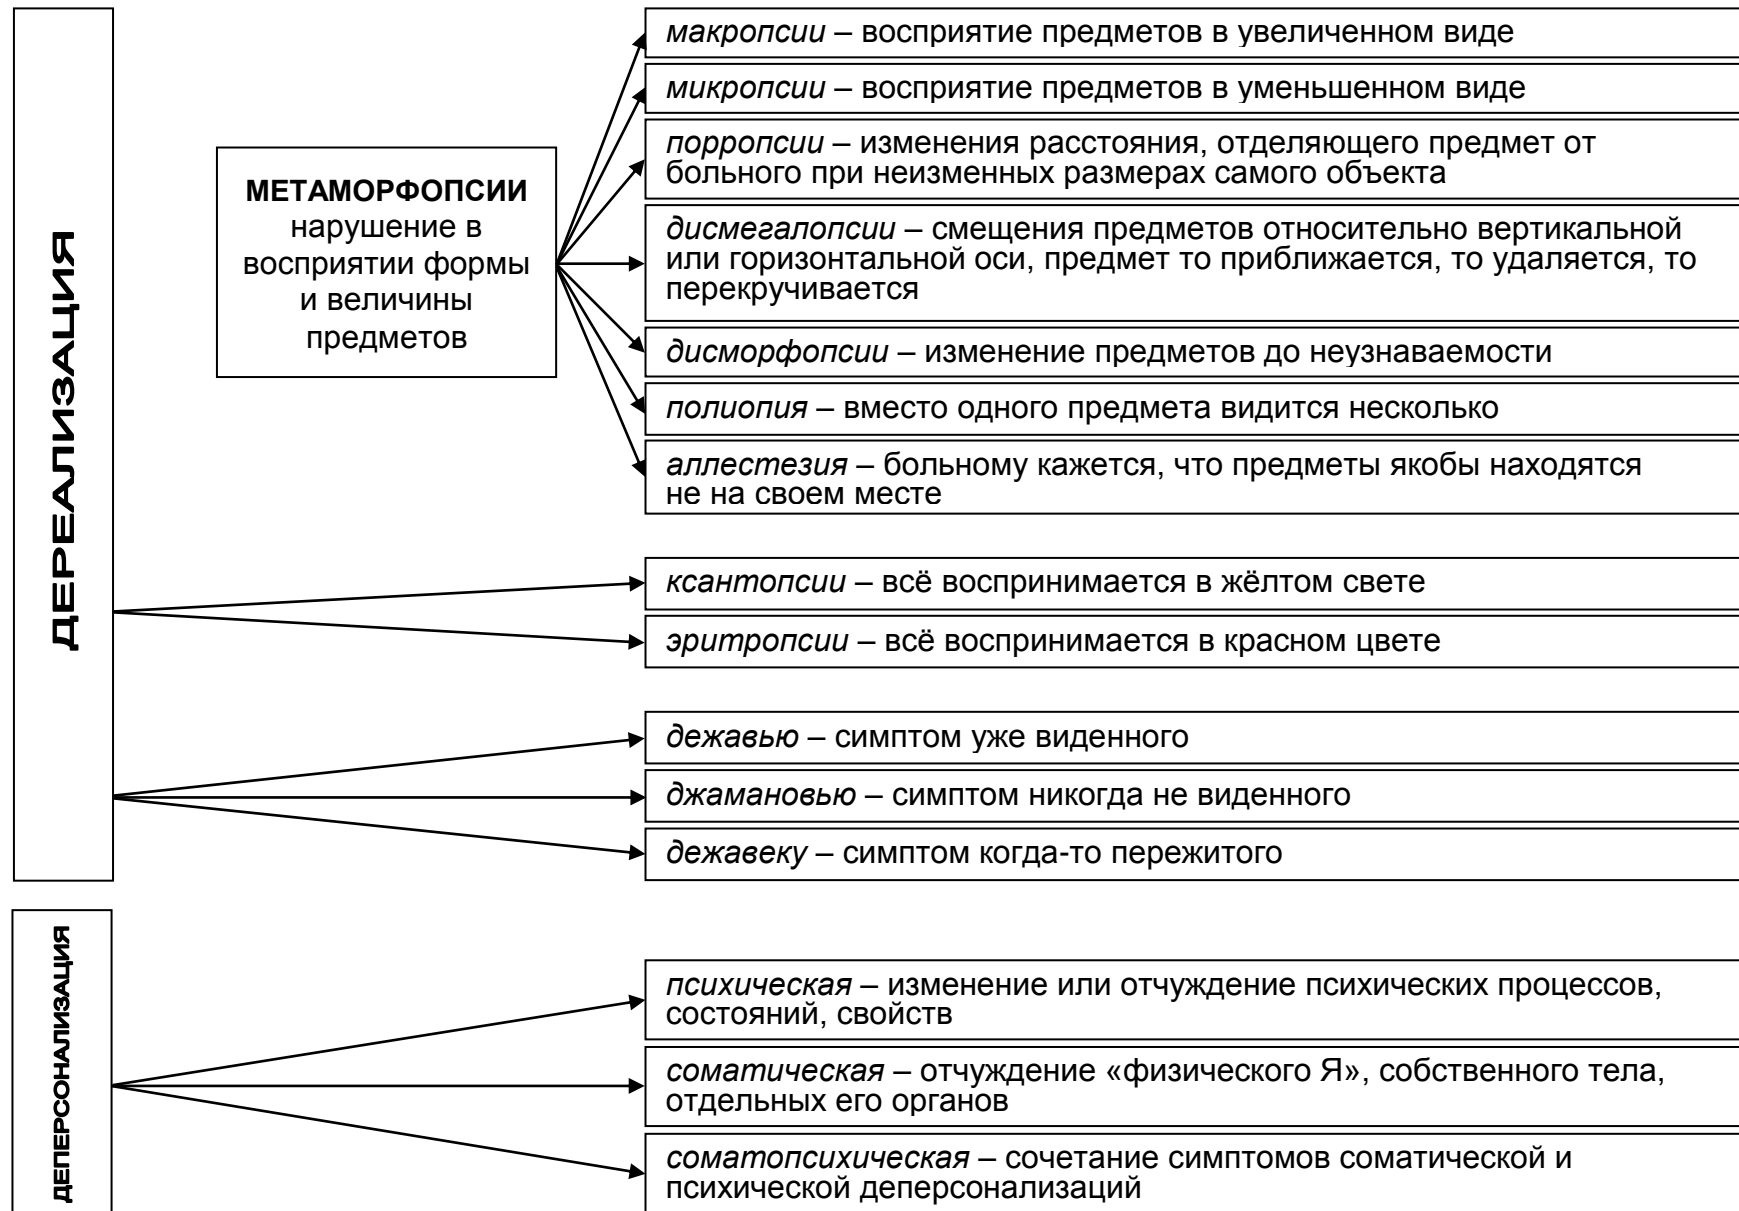 ДЕРЕАЛИЗАЦИЯ
МЕТАМОРФОПСИИ
нарушение в
восприятии формы
и величины
предметов
макропсии – восприятие предметов в увеличенном виде
микропсии – восприятие предметов в уменьшенном виде
порропсии – изменения расстояния, отделяющего предмет от
больного при неизменных размерах самого объекта
дисмегалопсии – смещения предметов относительно вертикальной
или горизонтальной оси, предмет то приближается, то удаляется, то
перекручивается
дисморфопсии – изменение предметов до неузнаваемости
полиопия – вместо одного предмета видится несколько
аллестезия – больному кажется, что предметы якобы находятся
не на своем месте
ксантопсии – всё воспринимается в жёлтом свете
эритропсии – всё воспринимается в красном цвете
дежавью – симптом уже виденного
джамановью – симптом никогда не виденного
дежавеку – симптом когда-то пережитого
ДЕПЕРСОНАЛИЗАЦИЯ
психическая – изменение или отчуждение психических процессов,
состояний, свойств
соматическая – отчуждение «физического Я», собственного тела,
отдельных его органов
соматопсихическая – сочетание симптомов соматической и
психической деперсонализаций